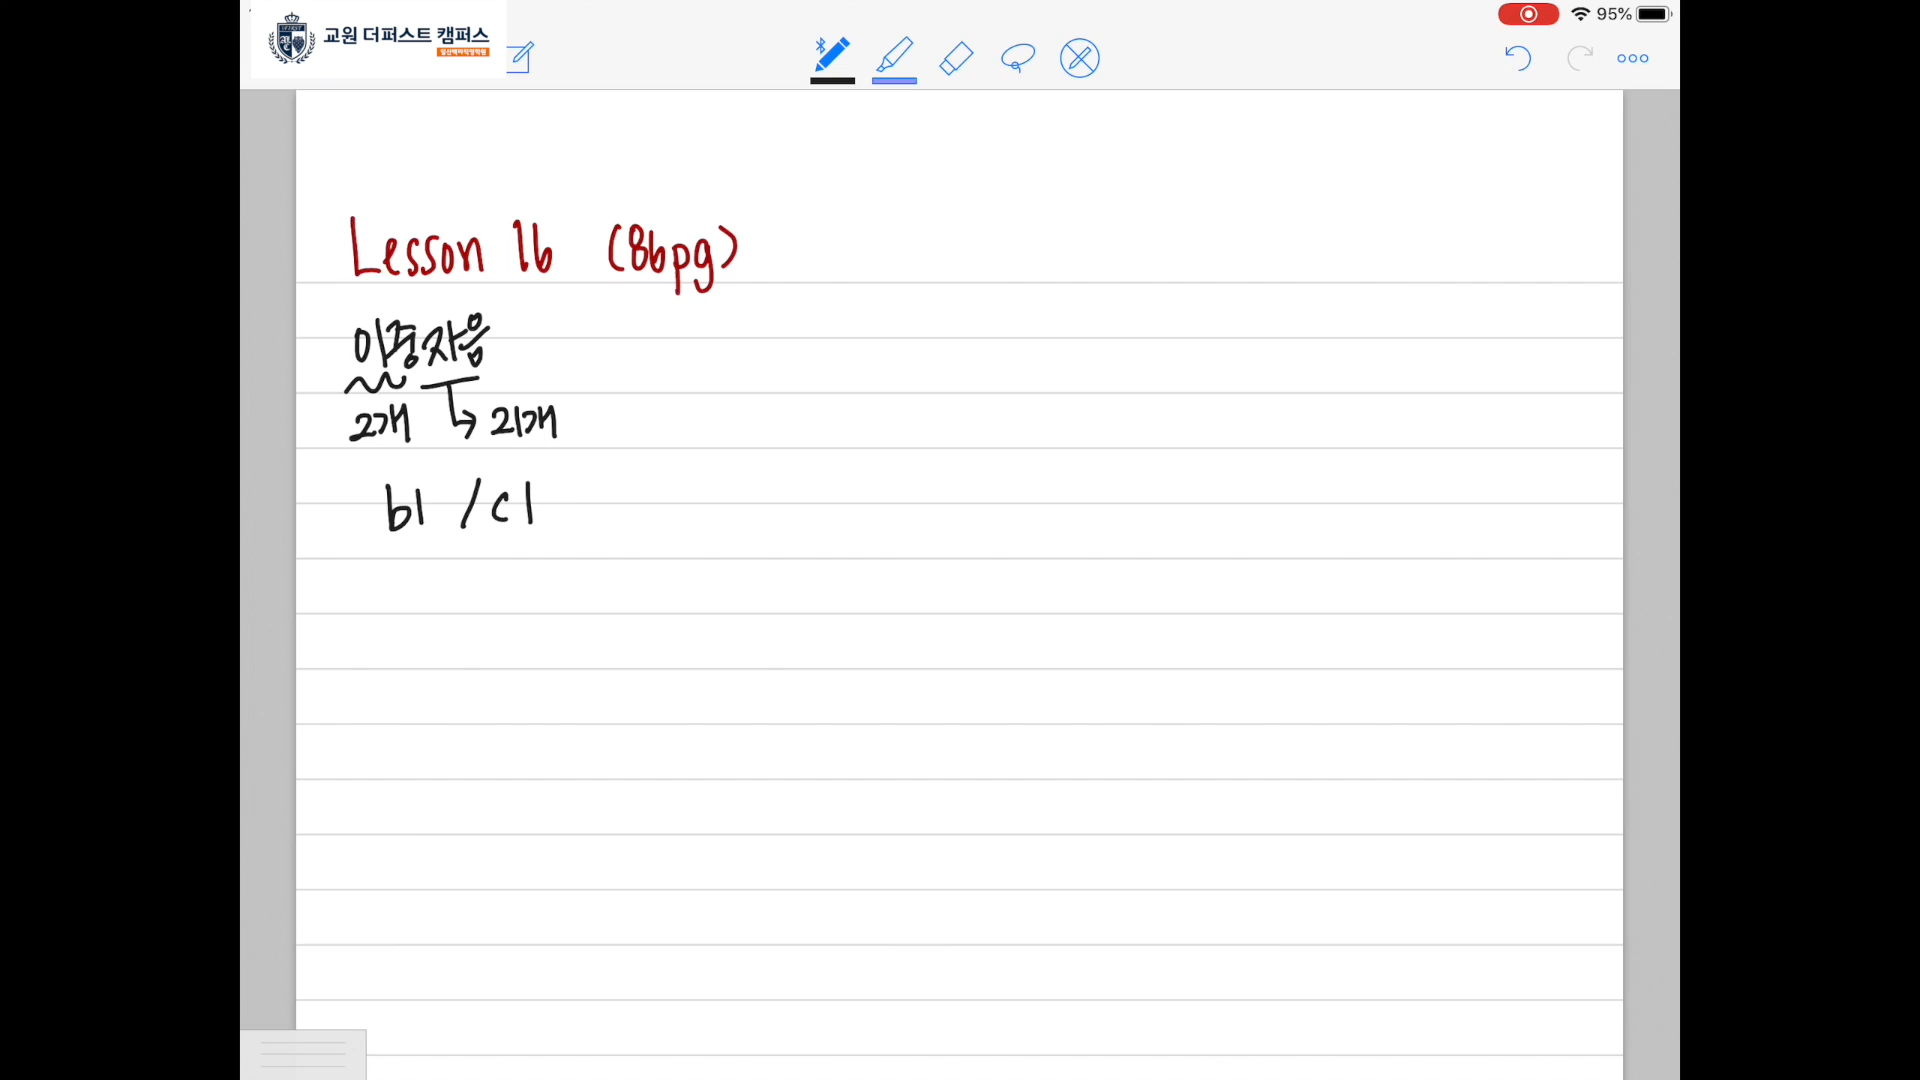 교원 더퍼스트 캠퍼스
95%
Lesson 16 (86pg)
이중자음
2개 → 21개
bl / cl